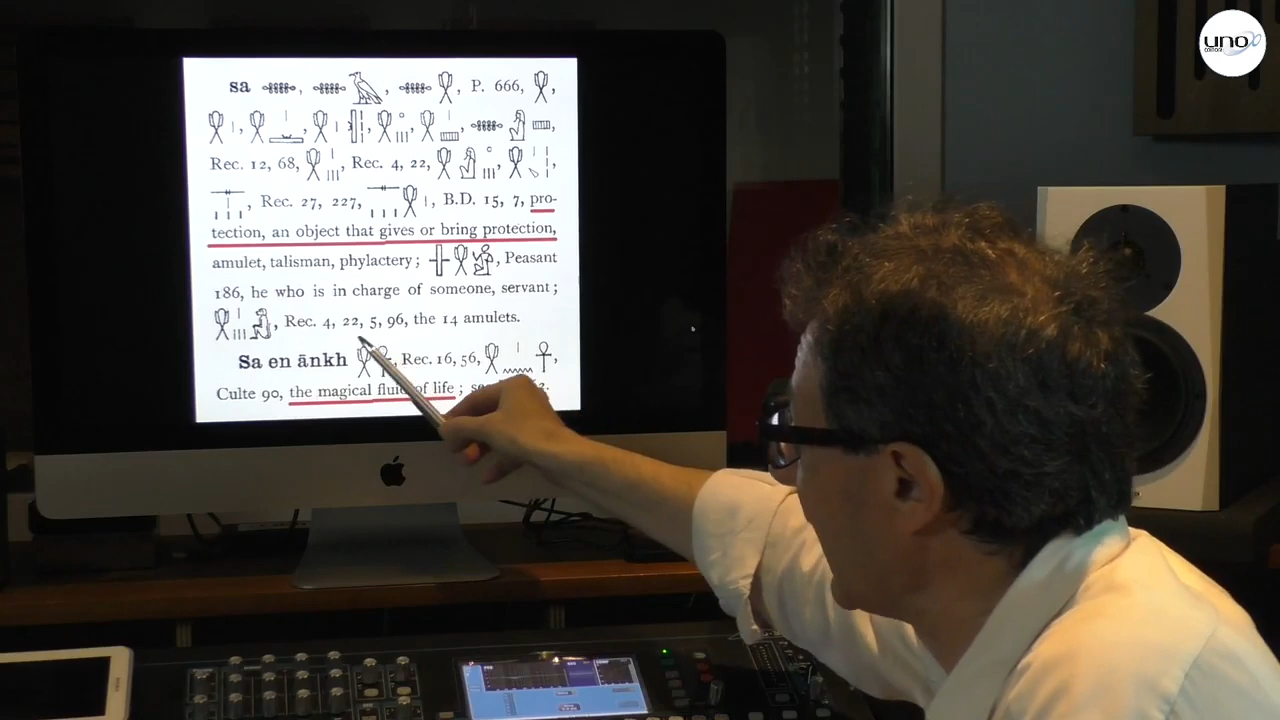 uno
sa , , , P. 666, ,
, , , , , ,
Rec. 12, 68, , Rec. 4, 22, , ,
, Rec. 27, 227, , B.D. 15, 7, pro-
tection, an object that gives or bring protection,
amulet, talisman, phylactery ; , Peasant
186, he who is in charge of someone, servant ;
, Rec. 4, 22, 5, 96, the 14 amulets.
Sa en ānkh , Rec. 16, 56,
Culte 90, the magical fluid of life ;